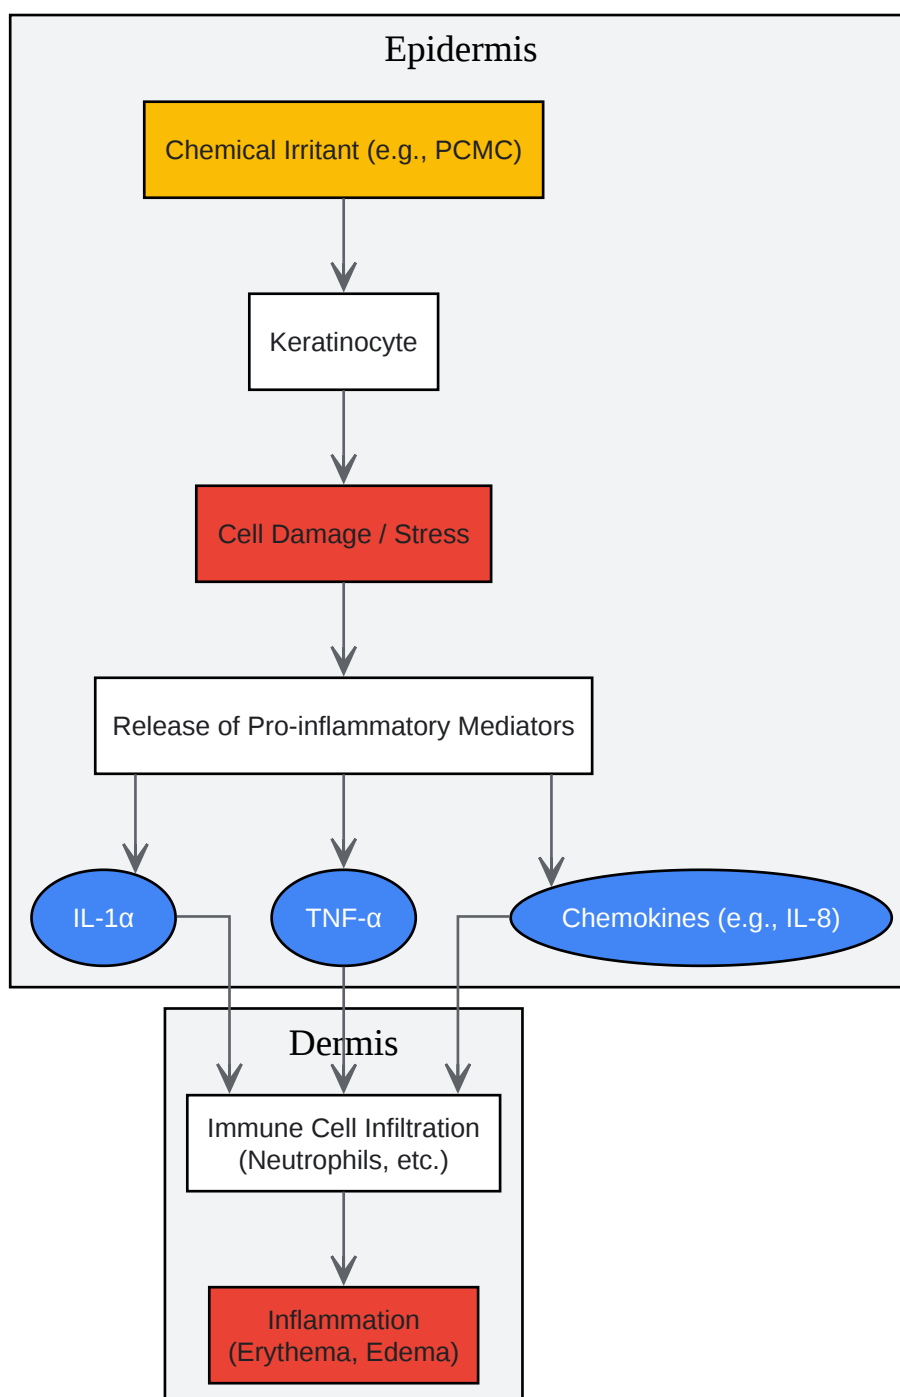 Epidermis
Chemical Irritant (e.g., PCMC)
Keratinocyte
Cell Damage / Stress
Release of Pro-inflammatory Mediators
IL-1α
TNF-α
Chemokines (e.g., IL-8)
Dermis
Immune Cell Infiltration
(Neutrophils, etc.)
Inflammation
(Erythema, Edema)